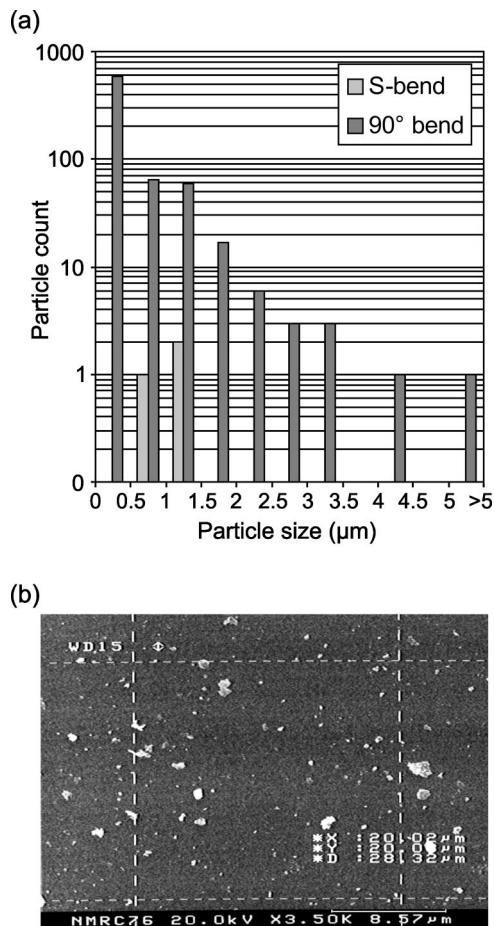 (a)
1000
100
10
1
0
Particle count
S-bend
90° bend
0 0.5 1 1.5 2 2.5 3 3.5 4 4.5 5 >5
Particle size (μm)
(b)
WD15
*X :20.02μm
*Y :20.03μm
*D :28.32μm
NMRC76 20.0kV X3.50K 8.57μm